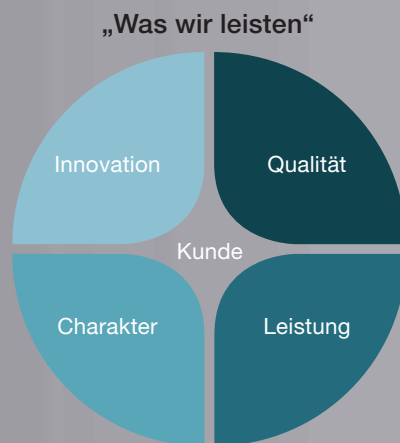 „Was wir leisten“
Innovation
Qualität
Kunde
Charakter
Leistung